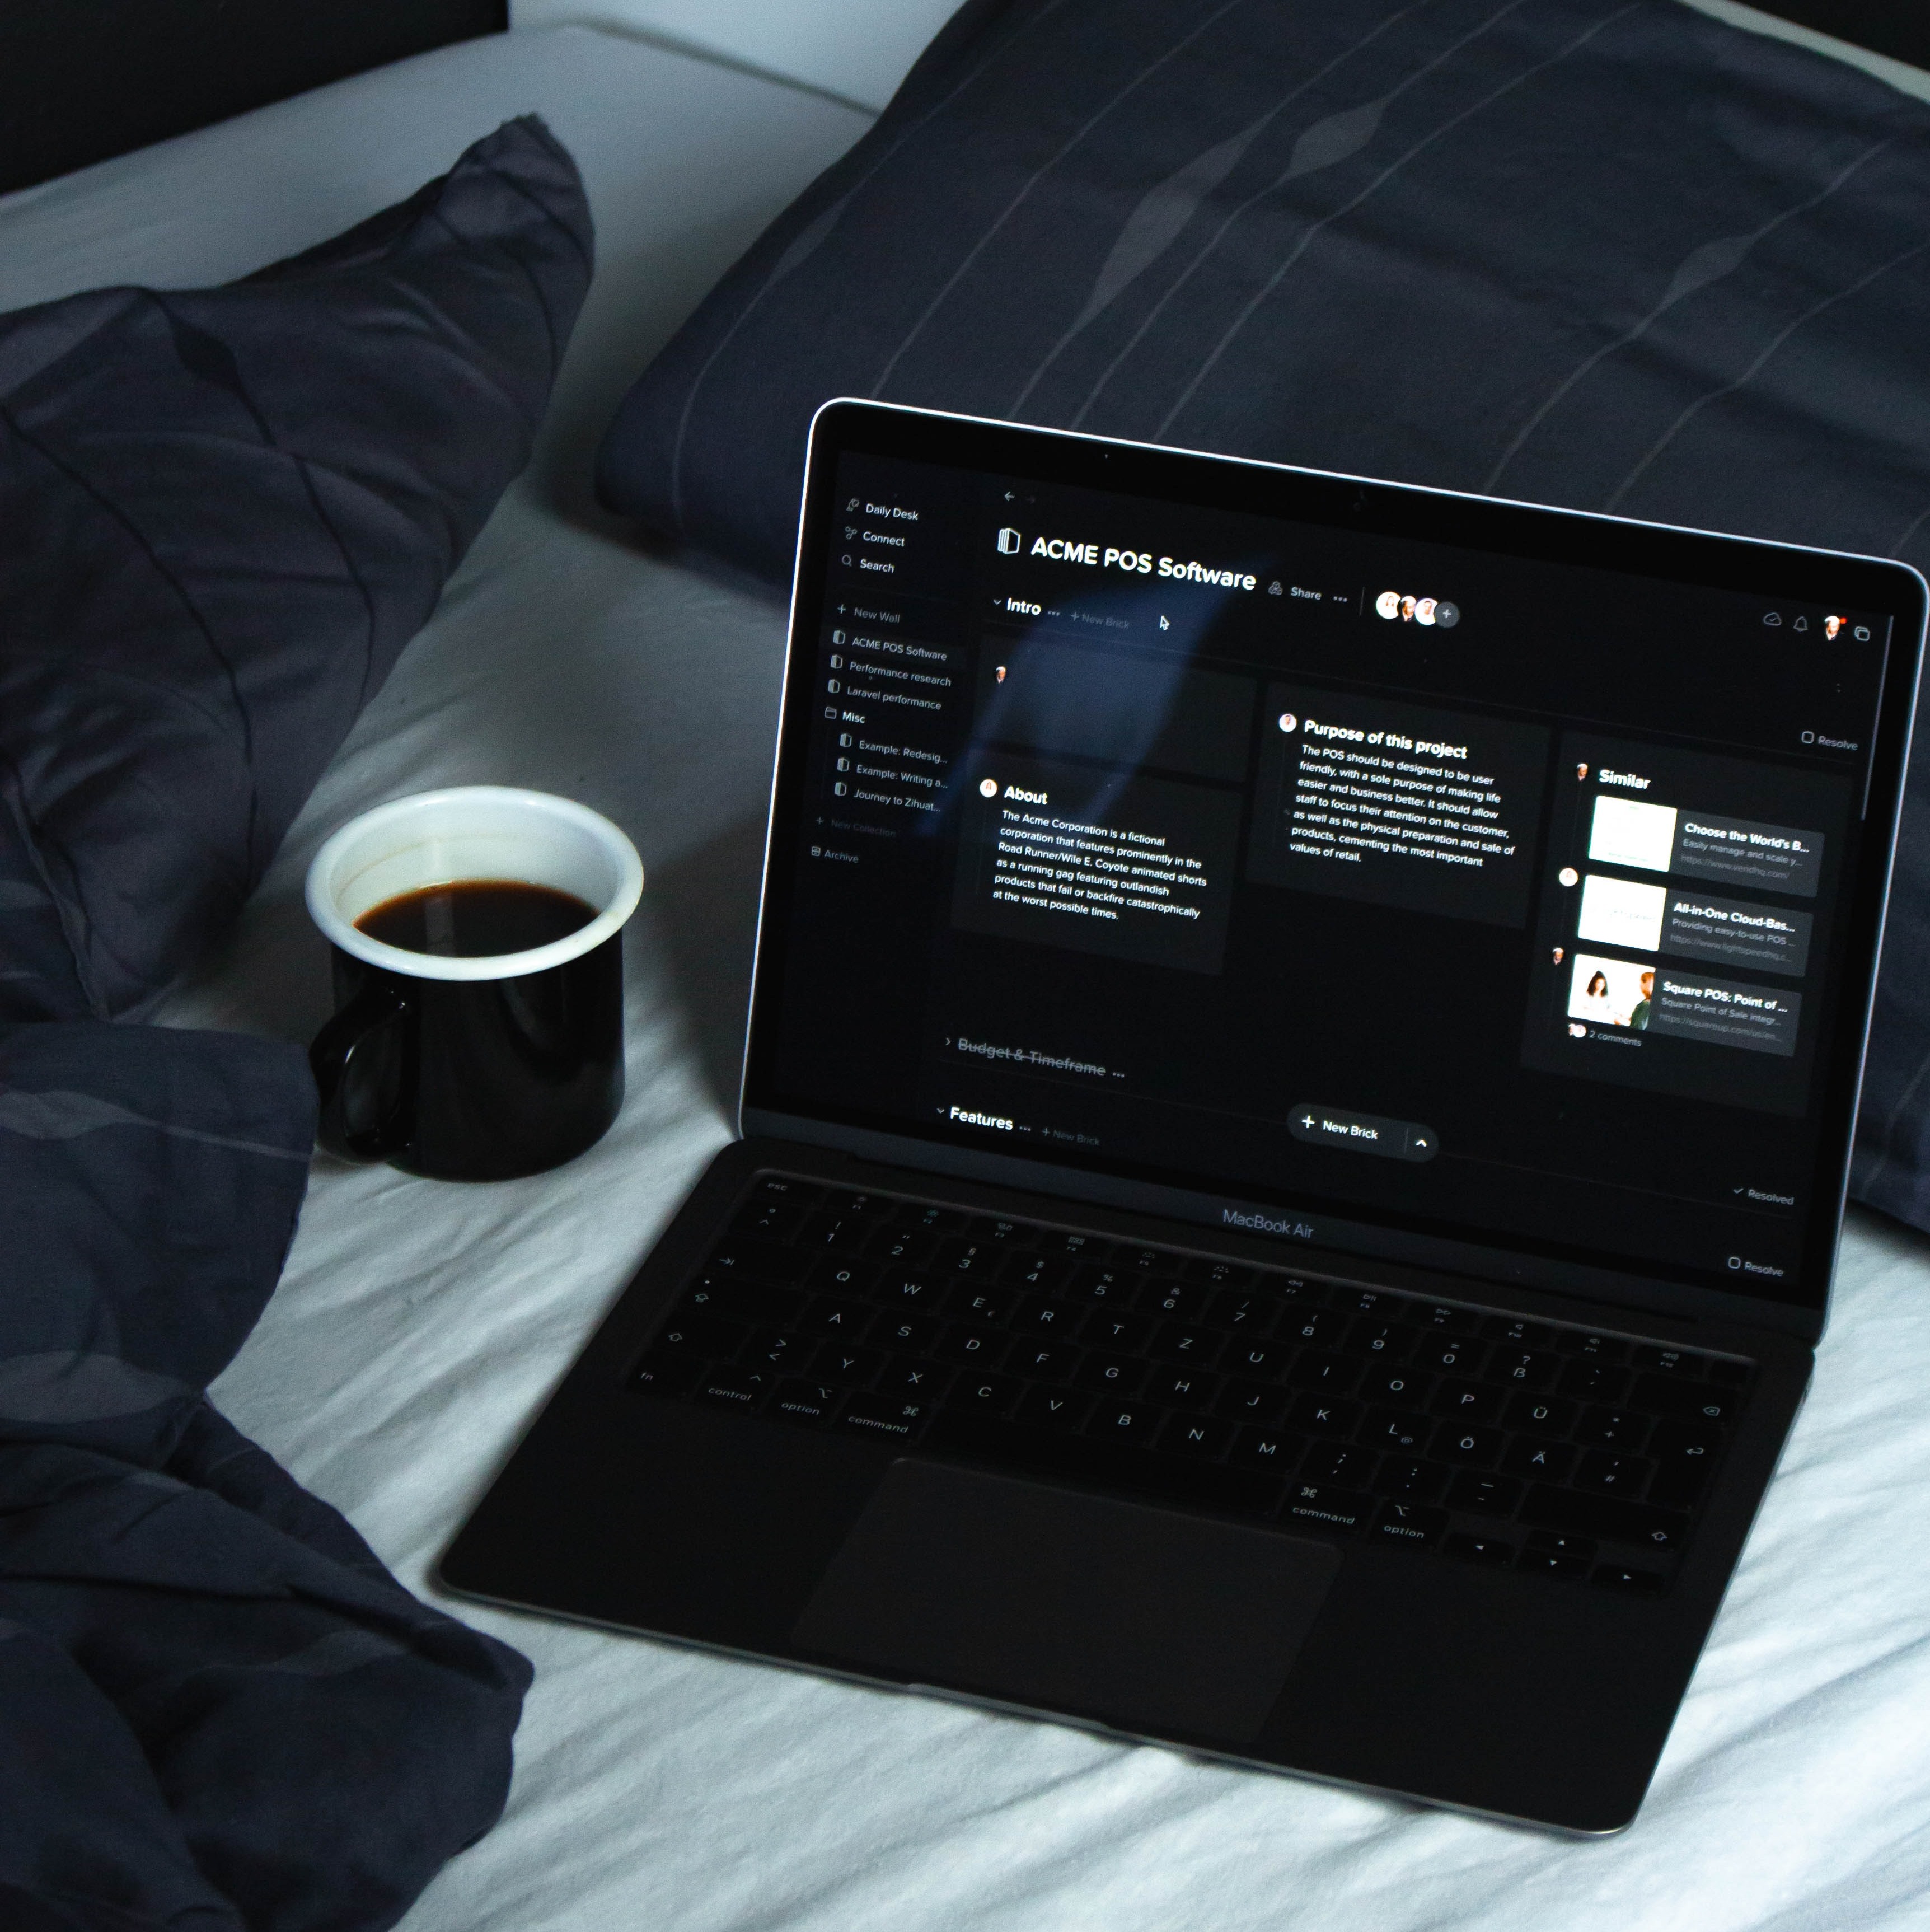 Daily Desk
Connect
Search
+ New Wall
ACME POS Software
Performance research
Laravel performance
Misc
Example: Redesig...
Example: Writing a...
Journey to Zihuat...
+ New Collection
Archive
ACME POS Software
Share
Intro ... + New Brick
Resolve
About
The Acme Corporation is a fictional
corporation that features prominently in the
Road Runner/Wile E. Coyote animated shorts
as a running gag featuring outlandish
products that fail or backfire catastrophically
at the worst possible times.
Purpose of this project
The POS should be designed to be user
friendly, with a sole purpose of making life
easier and business better. It should allow
staff to focus their attention on the customer,
as well as the physical preparation and sale of
products, cementing the most important
values of retail.
Similar
Choose the World's B...
Easily manage and scale y...
https://www.vendhq.com/
All-in-One Cloud-Bas...
Providing easy-to-use POS ...
https://www.lightspeedhq.c...
Square POS: Point of ...
Square Point of Sale integr...
https://squareup.com/us/en...
2 comments
Budget & Timeframe ...
Resolved
Features ... + New Brick
Resolve
+ New Brick
MacBook Air
esc
^ ° 1 ! 2 " 3 § 4 $ 5 % 6 & 7 / 8 ( 9 ) 0 = ß ?
Q W E € R T Z U I O P Ü + *
A S D F G H J K L @ Ö Ä # '
> < Y X C V B N M ; , : . _ -
fn control option command command option